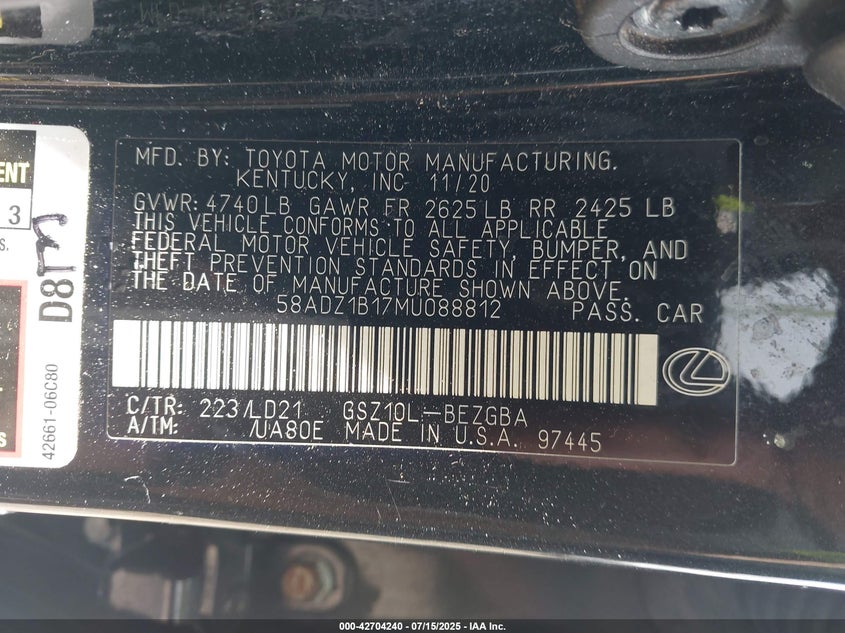 ENT
3
S.
D8T
42661-06C80
S
MFD. BY: TOYOTA MOTOR MANUFACTURING.
KENTUCKY, INC 11/20
GVWR: 4740LB GAWR FR 2625LB RR 2425 LB
THIS VEHICLE CONFORMS TO ALL APPLICABLE
FEDERAL MOTOR VEHICLE SAFETY, BUMPER, AND
THEFT PREVENTION STANDARDS IN EFFECT ON
THE DATE OF MANUFACTURE SHOWN ABOVE.
58ADZ1B17MU088812 PASS. CAR
C/TR: 223/LD21 GSZ10L-BEZGBA
A/TM: /UA80E MADE IN U.S.A. 97445
000-42704240 - 07/15/2025 - IAA Inc.